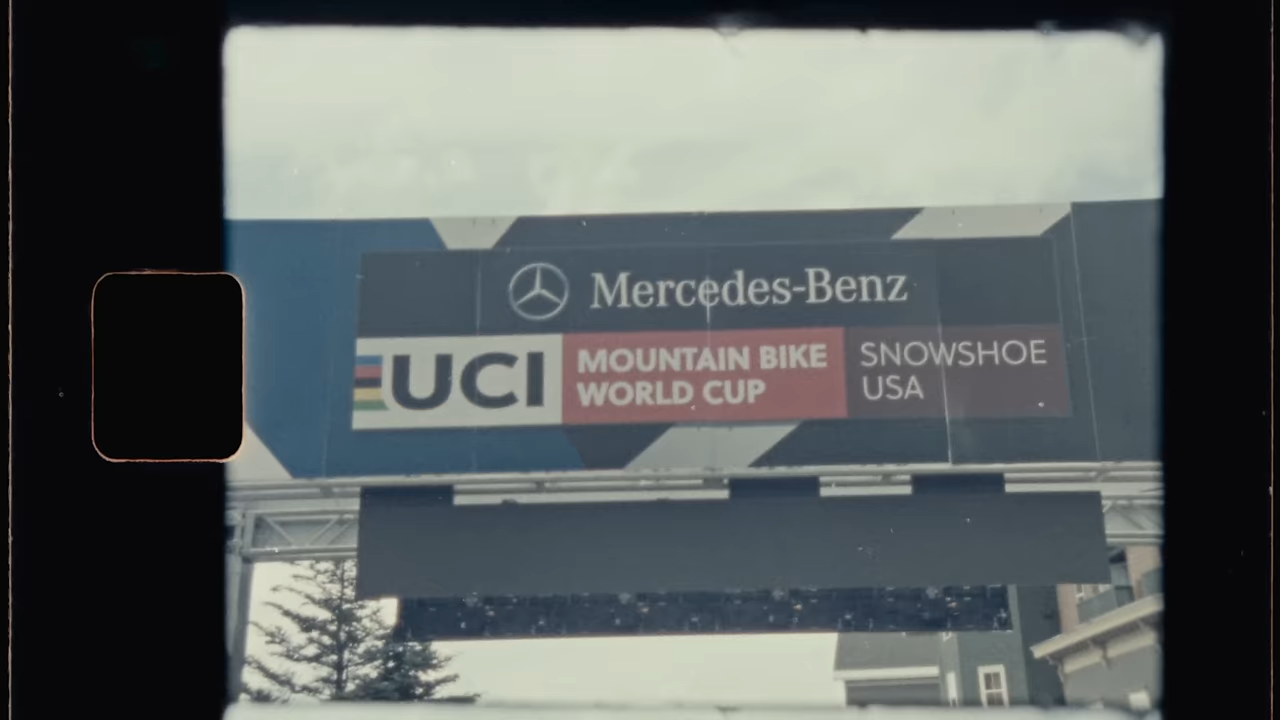 Mercedes-Benz
UCI
MOUNTAIN BIKE
WORLD CUP
SNOWSHOE
USA